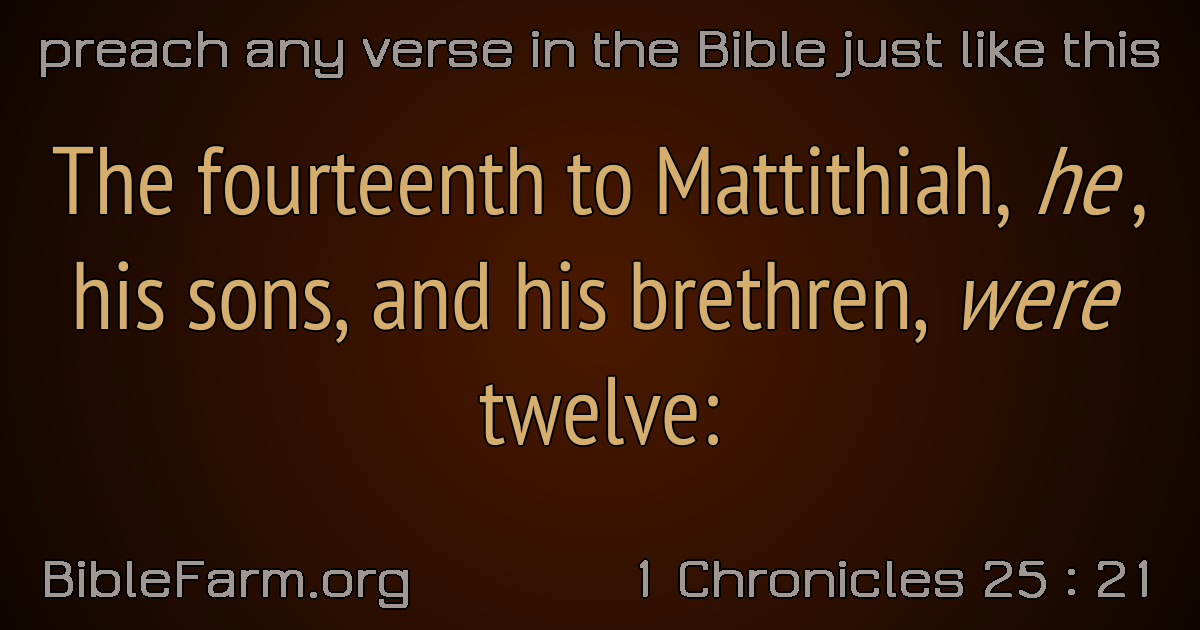 preach any verse in the Bible just like this
The fourteenth to Mattithiah, he ,
his sons, and his brethren, were
twelve:
BibleFarm.org
1 Chronicles 25 : 21